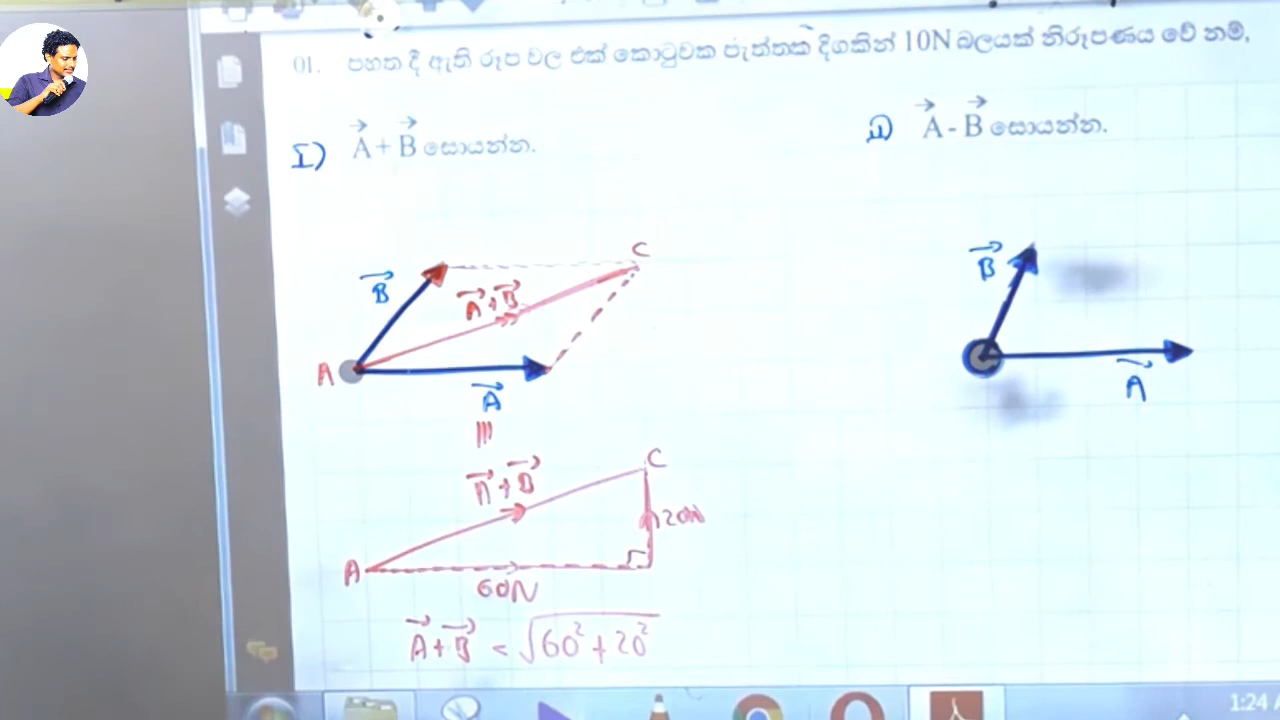 01. පහත දී ඇති රූප වල එක් කොටුවක පැත්තක දිගකින් 10N බලයක් නිරූපණය වේ නම්,
I) A + B සොයන්න.
ii) A - B සොයන්න.
B
A + B
C
A
A
B
A
A + B
C
20N
A
60N
A + B = √60² + 20²
1:24